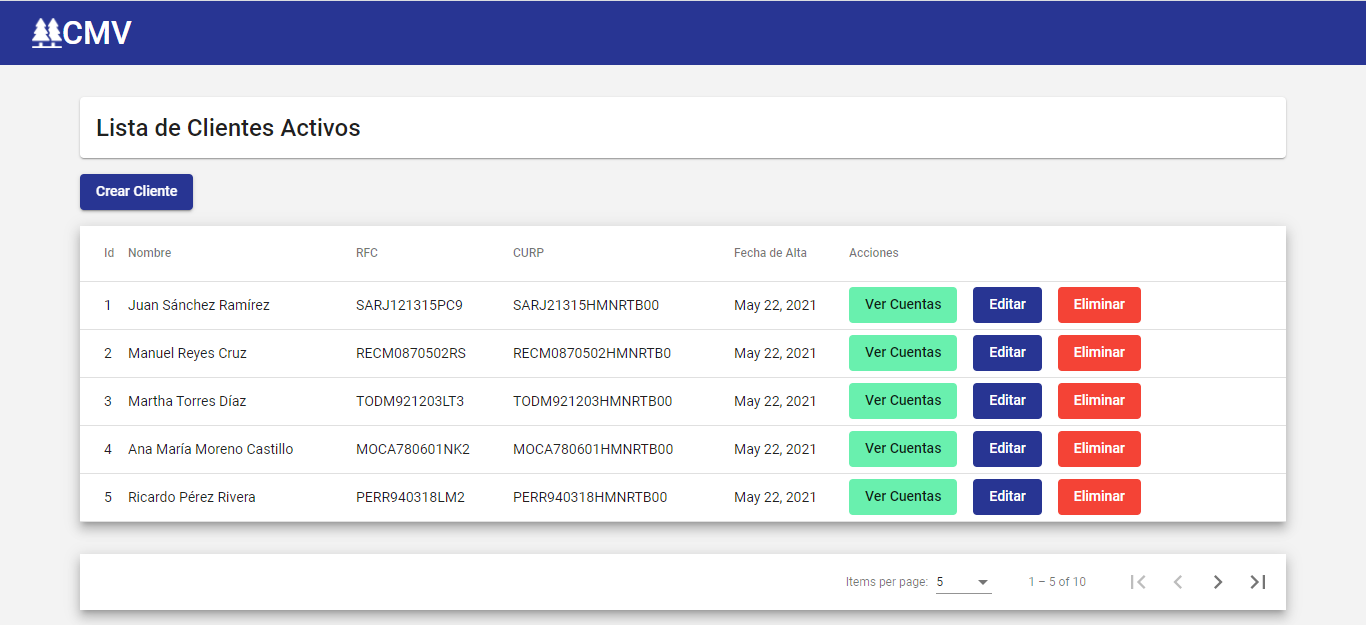 CMV
Lista de Clientes Activos
Crear Cliente
Id Nombre RFC CURP Fecha de Alta Acciones
1 Juan Sánchez Ramírez SARJ121315PC9 SARJ21315HMNRTB00 May 22, 2021 Ver Cuentas Editar Eliminar
2 Manuel Reyes Cruz RECM0870502RS RECM0870502HMNRTB0 May 22, 2021 Ver Cuentas Editar Eliminar
3 Martha Torres Díaz TODM921203LT3 TODM921203HMNRTB00 May 22, 2021 Ver Cuentas Editar Eliminar
4 Ana María Moreno Castillo MOCA780601NK2 MOCA780601HMNRTB00 May 22, 2021 Ver Cuentas Editar Eliminar
5 Ricardo Pérez Rivera PERR940318LM2 PERR940318HMNRTB00 May 22, 2021 Ver Cuentas Editar Eliminar
Items per page: 5 1 – 5 of 10